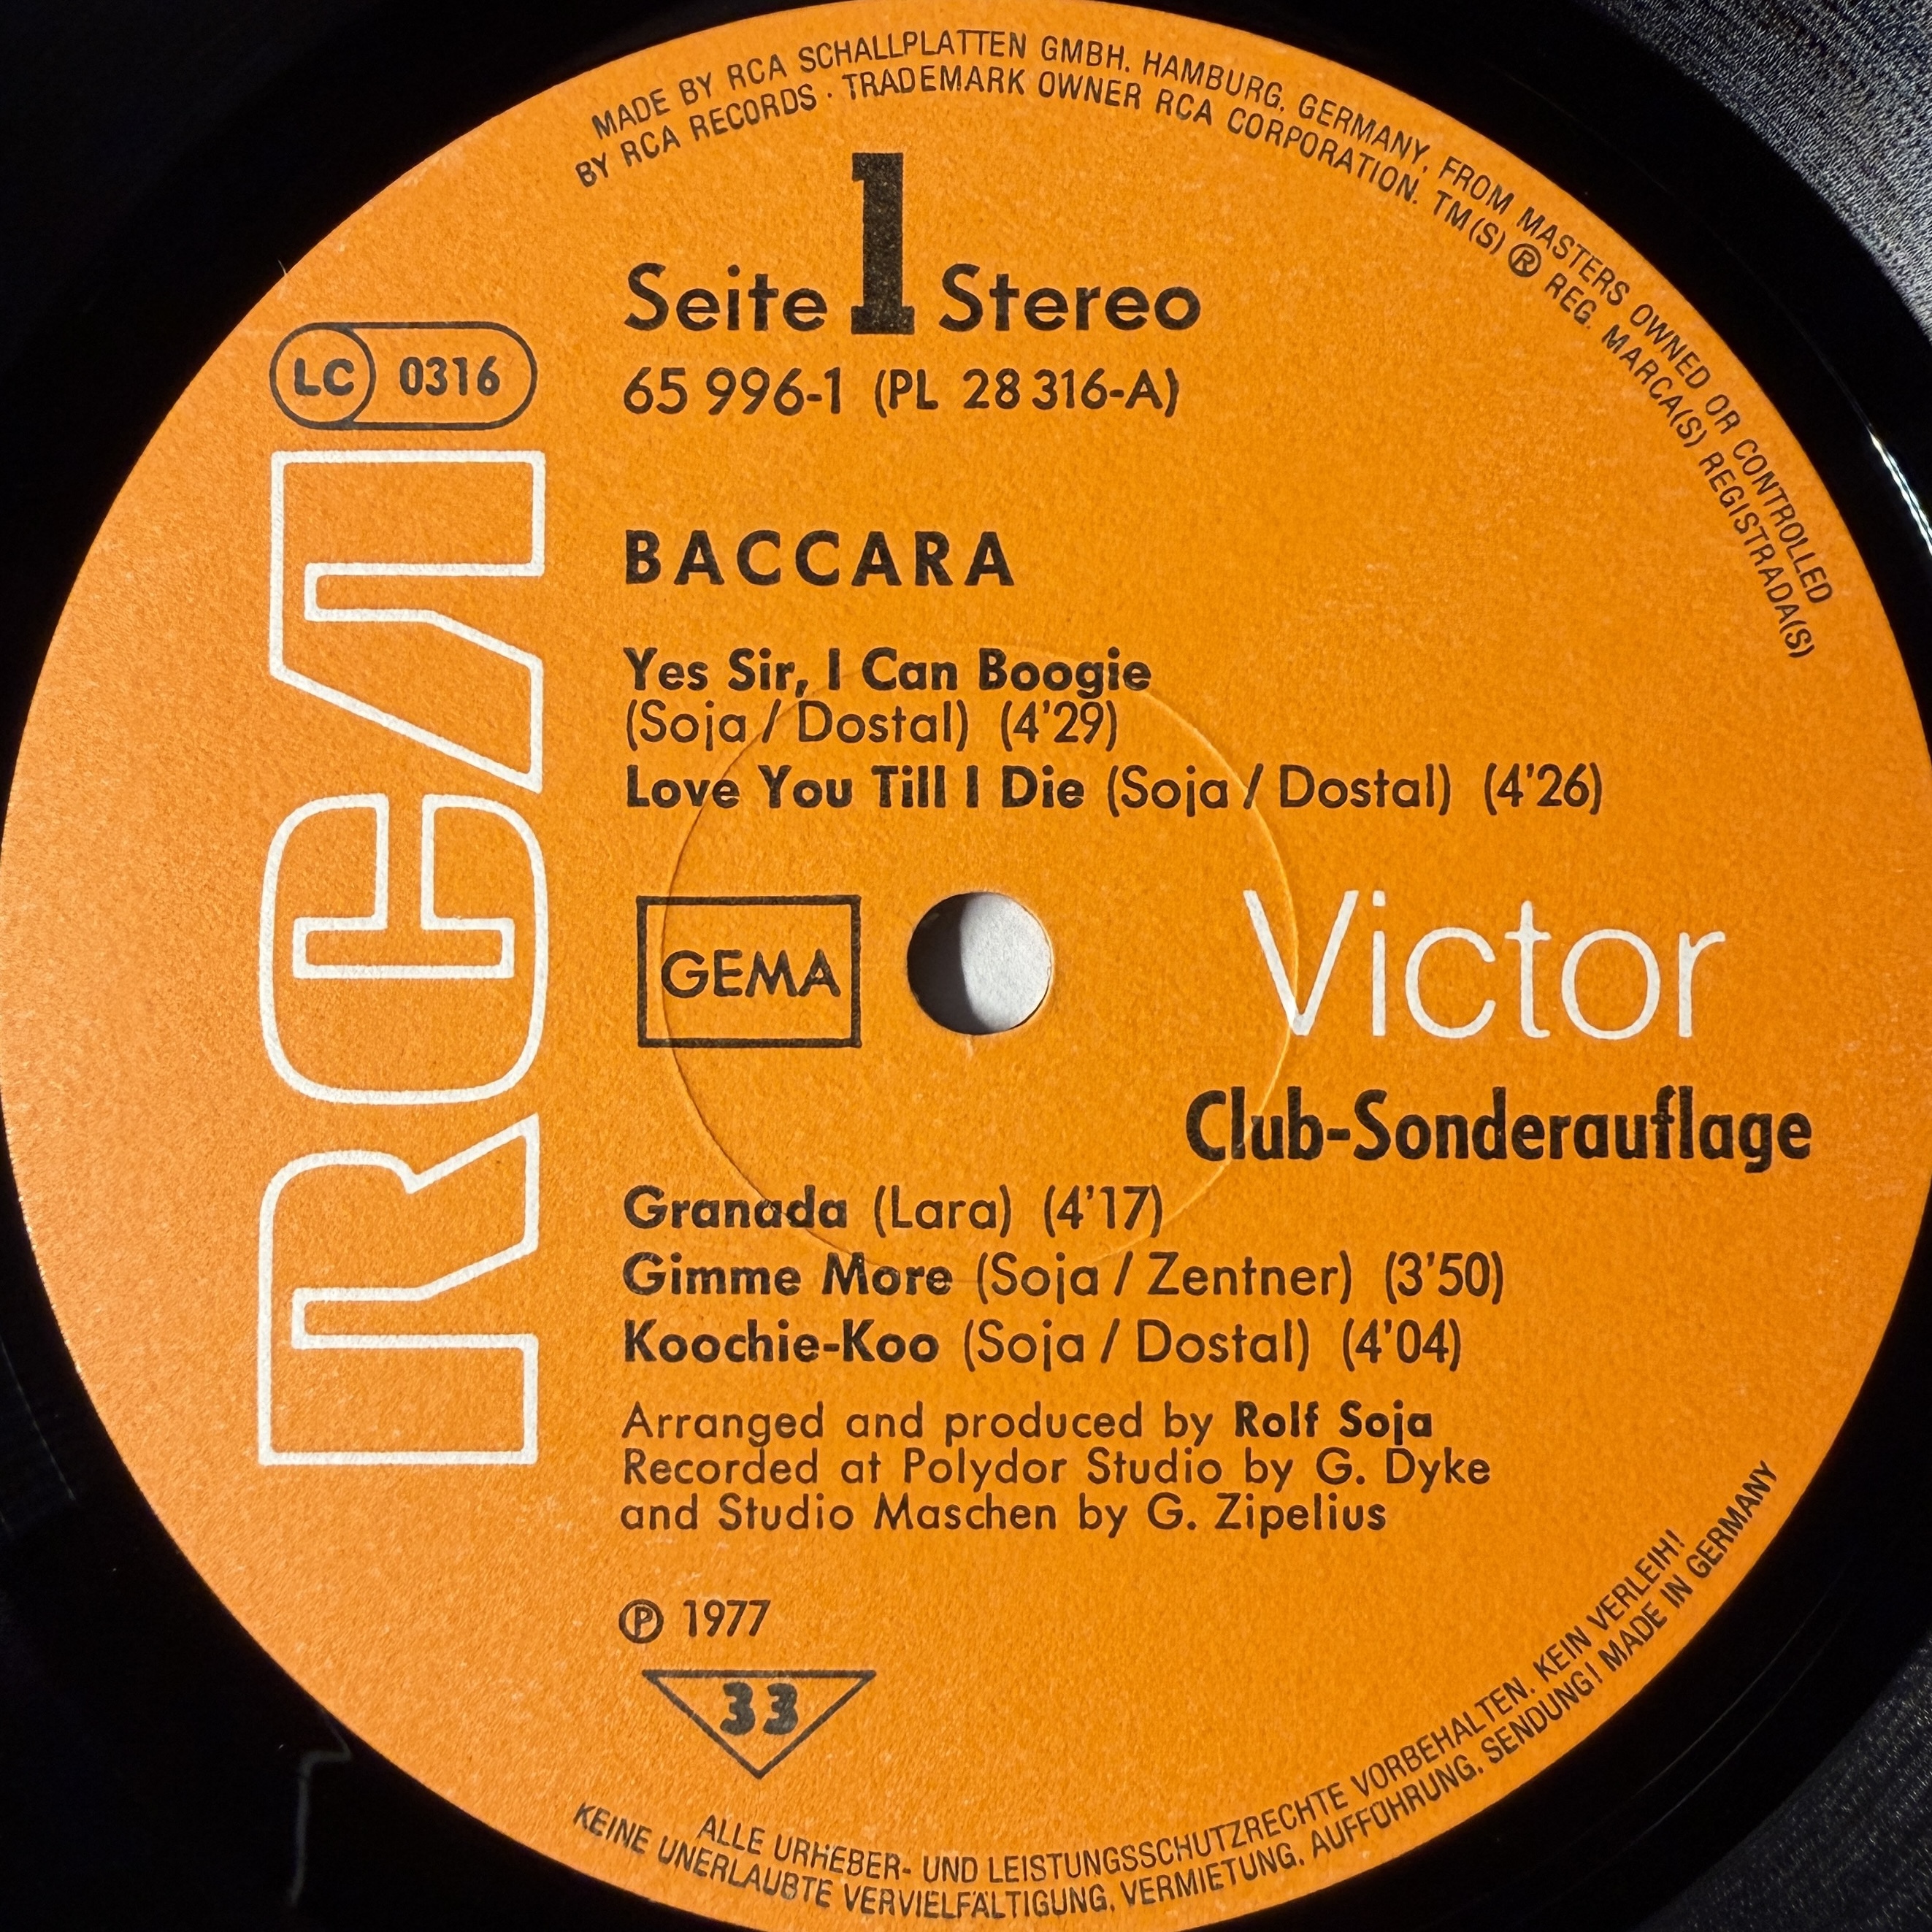 MADE BY RCA SCHALLPLATTEN GMBH. HAMBURG, GERMANY, FROM MASTERS OWNED OR CONTROLLED
BY RCA RECORDS · TRADEMARK OWNER RCA CORPORATION. TM(S) ® REG. MARCA(S) REGISTRADA(S)
Seite 1 Stereo
LC 0316
65 996-1 (PL 28 316-A)
RCA
BACCARA
Yes Sir, I Can Boogie
(Soja / Dostal) (4'29)
Love You Till I Die (Soja / Dostal) (4'26)
GEMA
Victor
Club-Sonderauflage
Granada (Lara) (4'17)
Gimme More (Soja / Zentner) (3'50)
Koochie-Koo (Soja / Dostal) (4'04)
Arranged and produced by Rolf Soja
Recorded at Polydor Studio by G. Dyke
and Studio Maschen by G. Zipelius
℗ 1977
33
ALLE URHEBER- UND LEISTUNGSSCHUTZRECHTE VORBEHALTEN. KEIN VERLEIH!
KEINE UNERLAUBTE VERVIELFÄLTIGUNG, VERMIETUNG, AUFFÜHRUNG, SENDUNG! MADE IN GERMANY